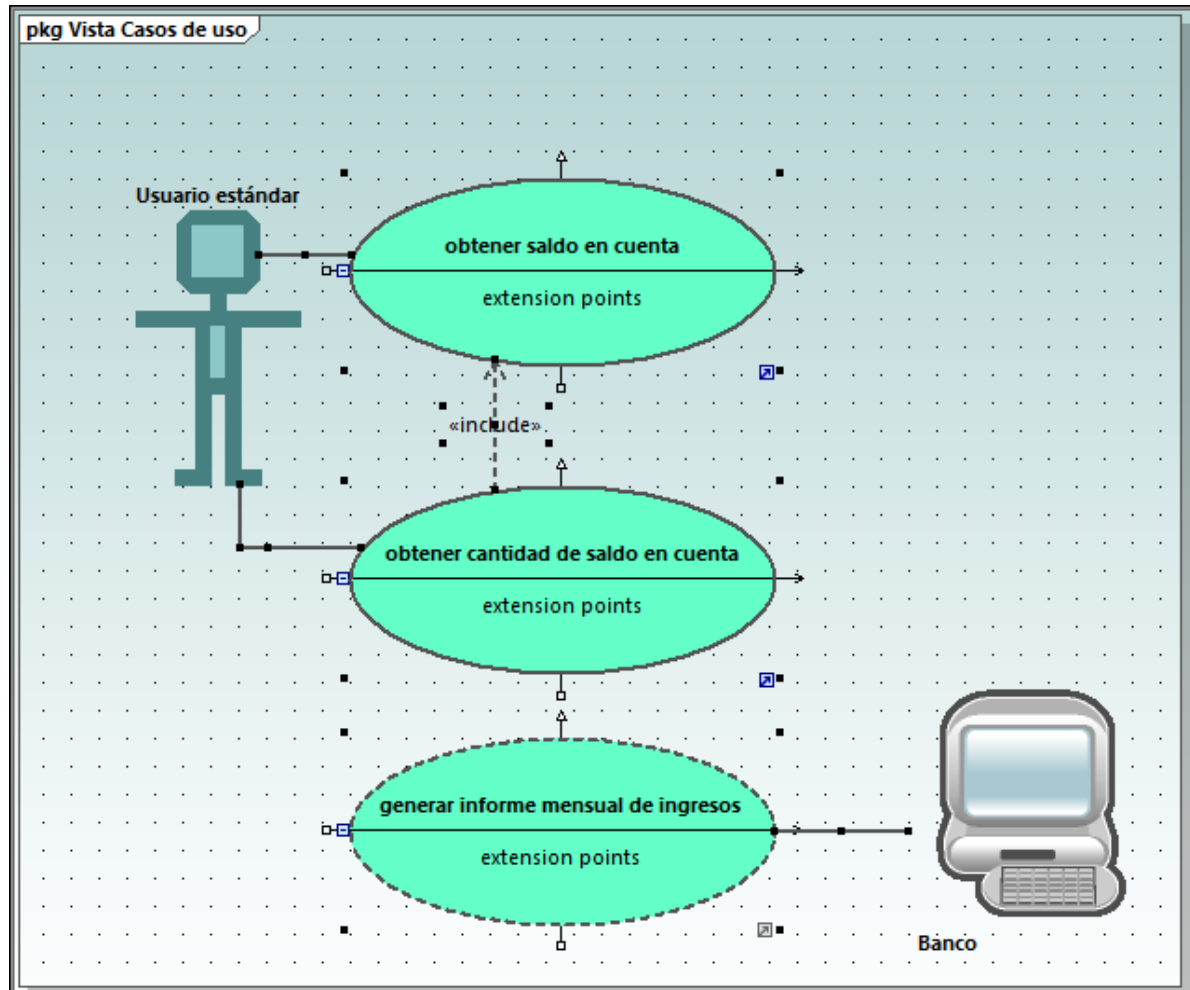 pkg Vista Casos de uso
Usuario estándar
obtener saldo en cuenta
extension points
«include»
obtener cantidad de saldo en cuenta
extension points
generar informe mensual de ingresos
extension points
Banco